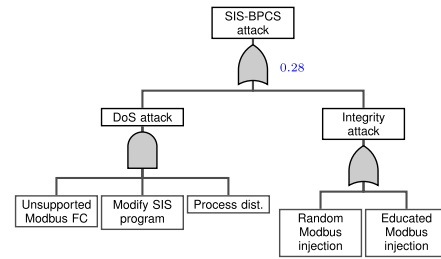 SIS-BPCS
attack
0.28
DoS attack
Integrity
attack
Unsupported
Modbus FC
Modify SIS
program
Process dist.
Random
Modbus
injection
Educated
Modbus
injection